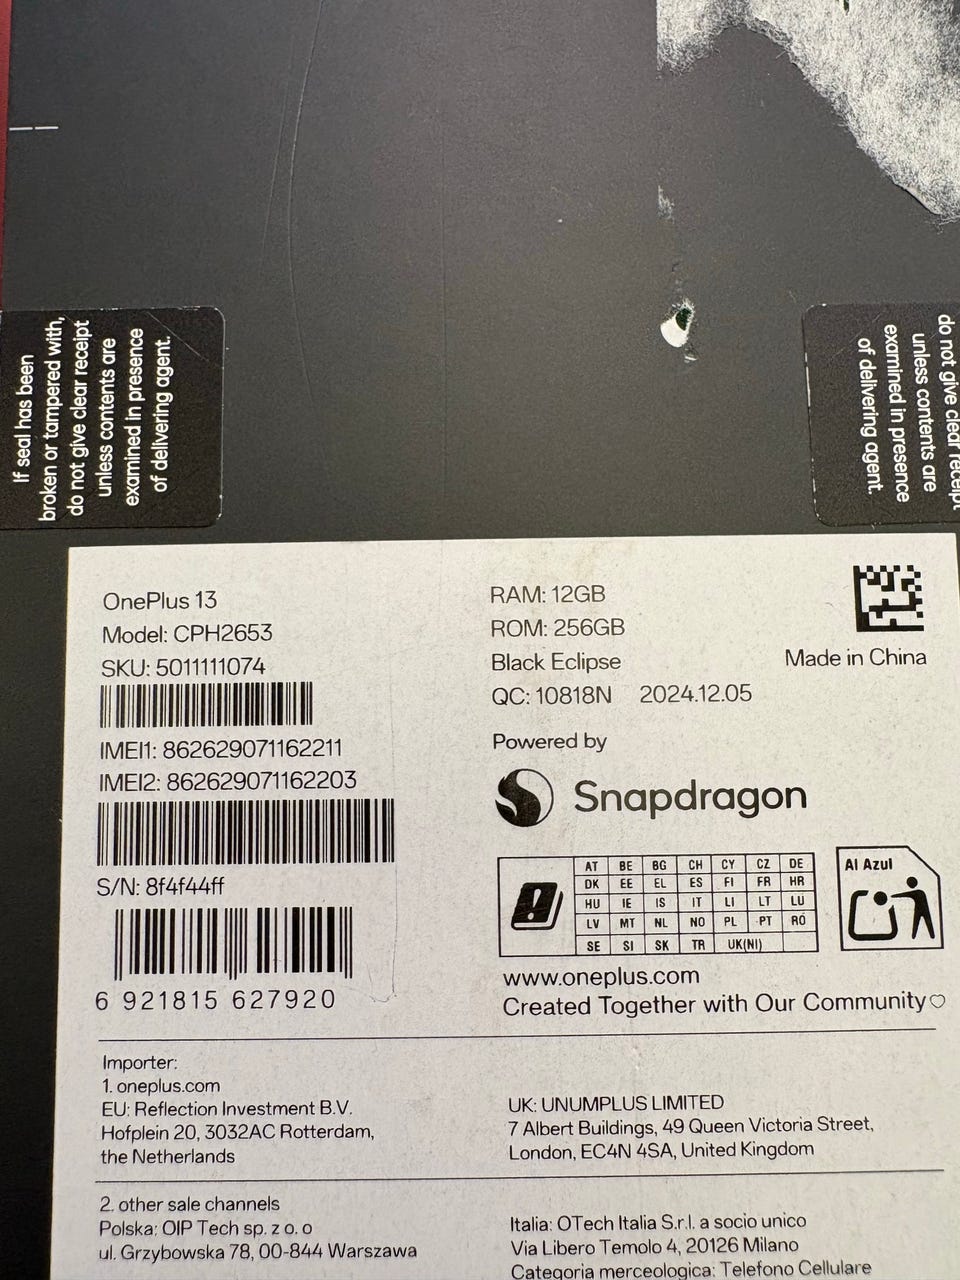 If seal has been
broken or tampered with,
do not give clear receipt
unless contents are
examined in presence
of delivering agent.
do not give clear receipt
unless contents are
examined in presence
of delivering agent.
OnePlus 13
Model: CPH2653
SKU: 5011111074
IMEI1: 862629071162211
IMEI2: 862629071162203
S/N: 8f4f44ff
6 921815 627920
RAM: 12GB
ROM: 256GB
Black Eclipse
QC: 10818N 2024.12.05
Made in China
Powered by
Snapdragon
AT BE BG CH CY CZ DE
DK EE EL ES FI FR HR
HU IE IS IT LI LT LU
LV MT NL NO PL PT RO
SE SI SK TR UK(NI)
Al Azul
www.oneplus.com
Created Together with Our Community♡
Importer:
1. oneplus.com
EU: Reflection Investment B.V.
Hofplein 20, 3032AC Rotterdam,
the Netherlands
UK: UNUMPLUS LIMITED
7 Albert Buildings, 49 Queen Victoria Street,
London, EC4N 4SA, United Kingdom
2. other sale channels
Polska: OIP Tech sp. z o. o
ul. Grzybowska 78, 00-844 Warszawa
Italia: OTech Italia S.r.l. a socio unico
Via Libero Temolo 4, 20126 Milano
Categoria merceologica: Telefono Cellulare